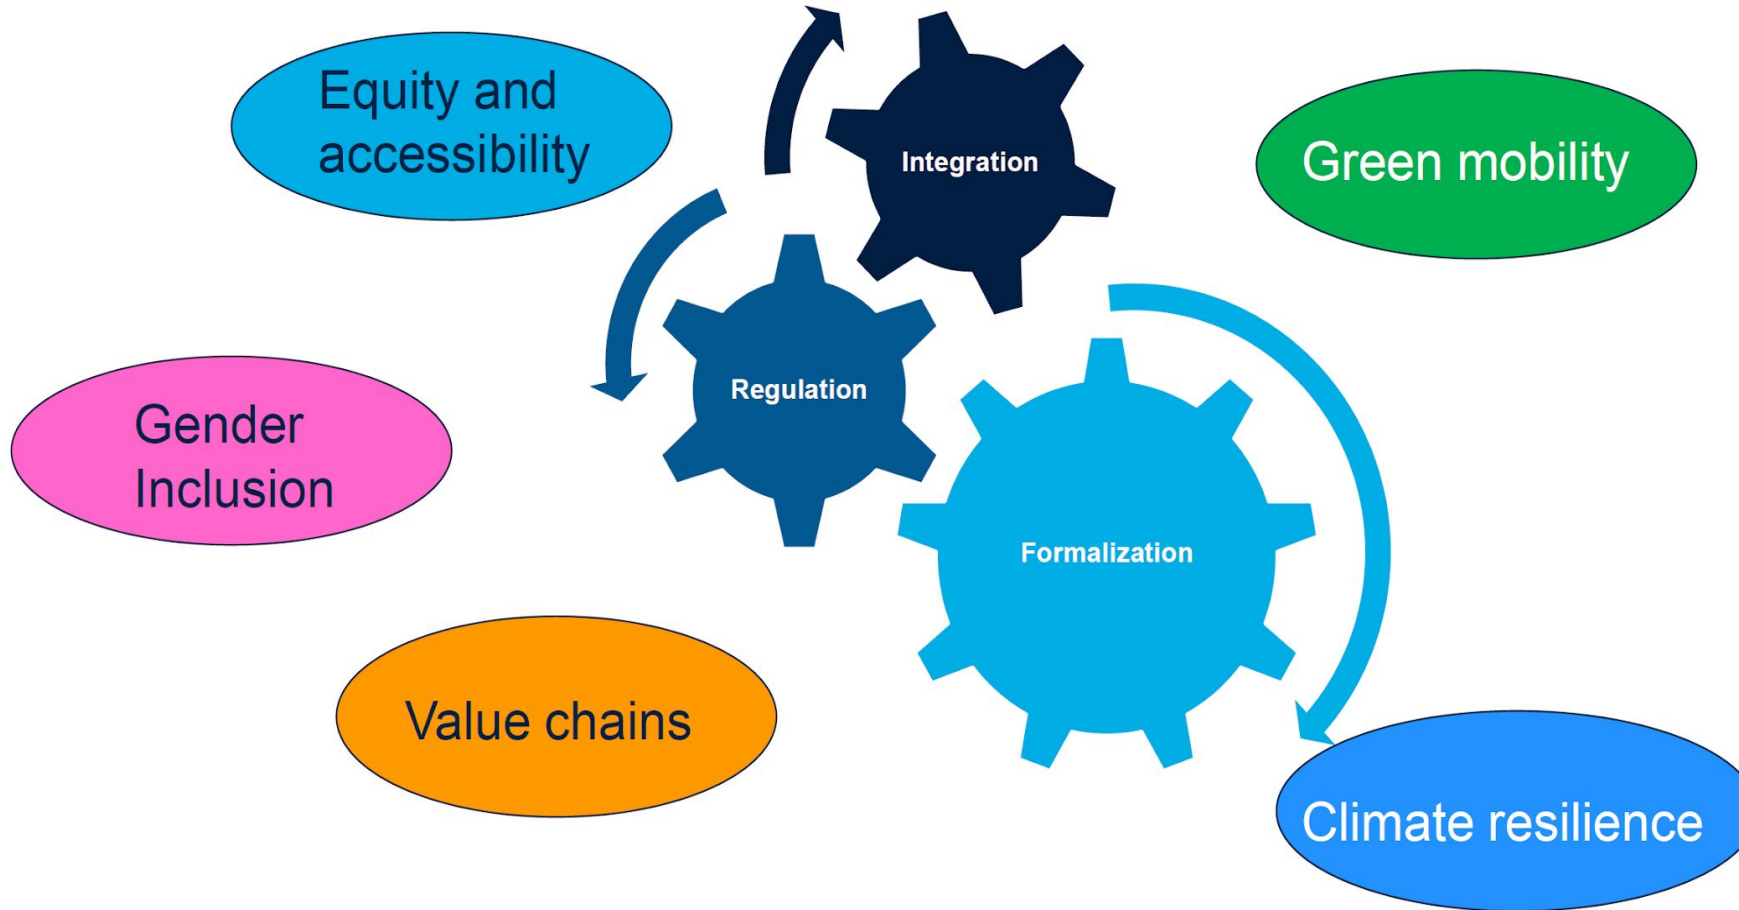 Equity and
accessibility
Integration
Green mobility
Regulation
Gender
Inclusion
Formalization
Value chains
Climate resilience